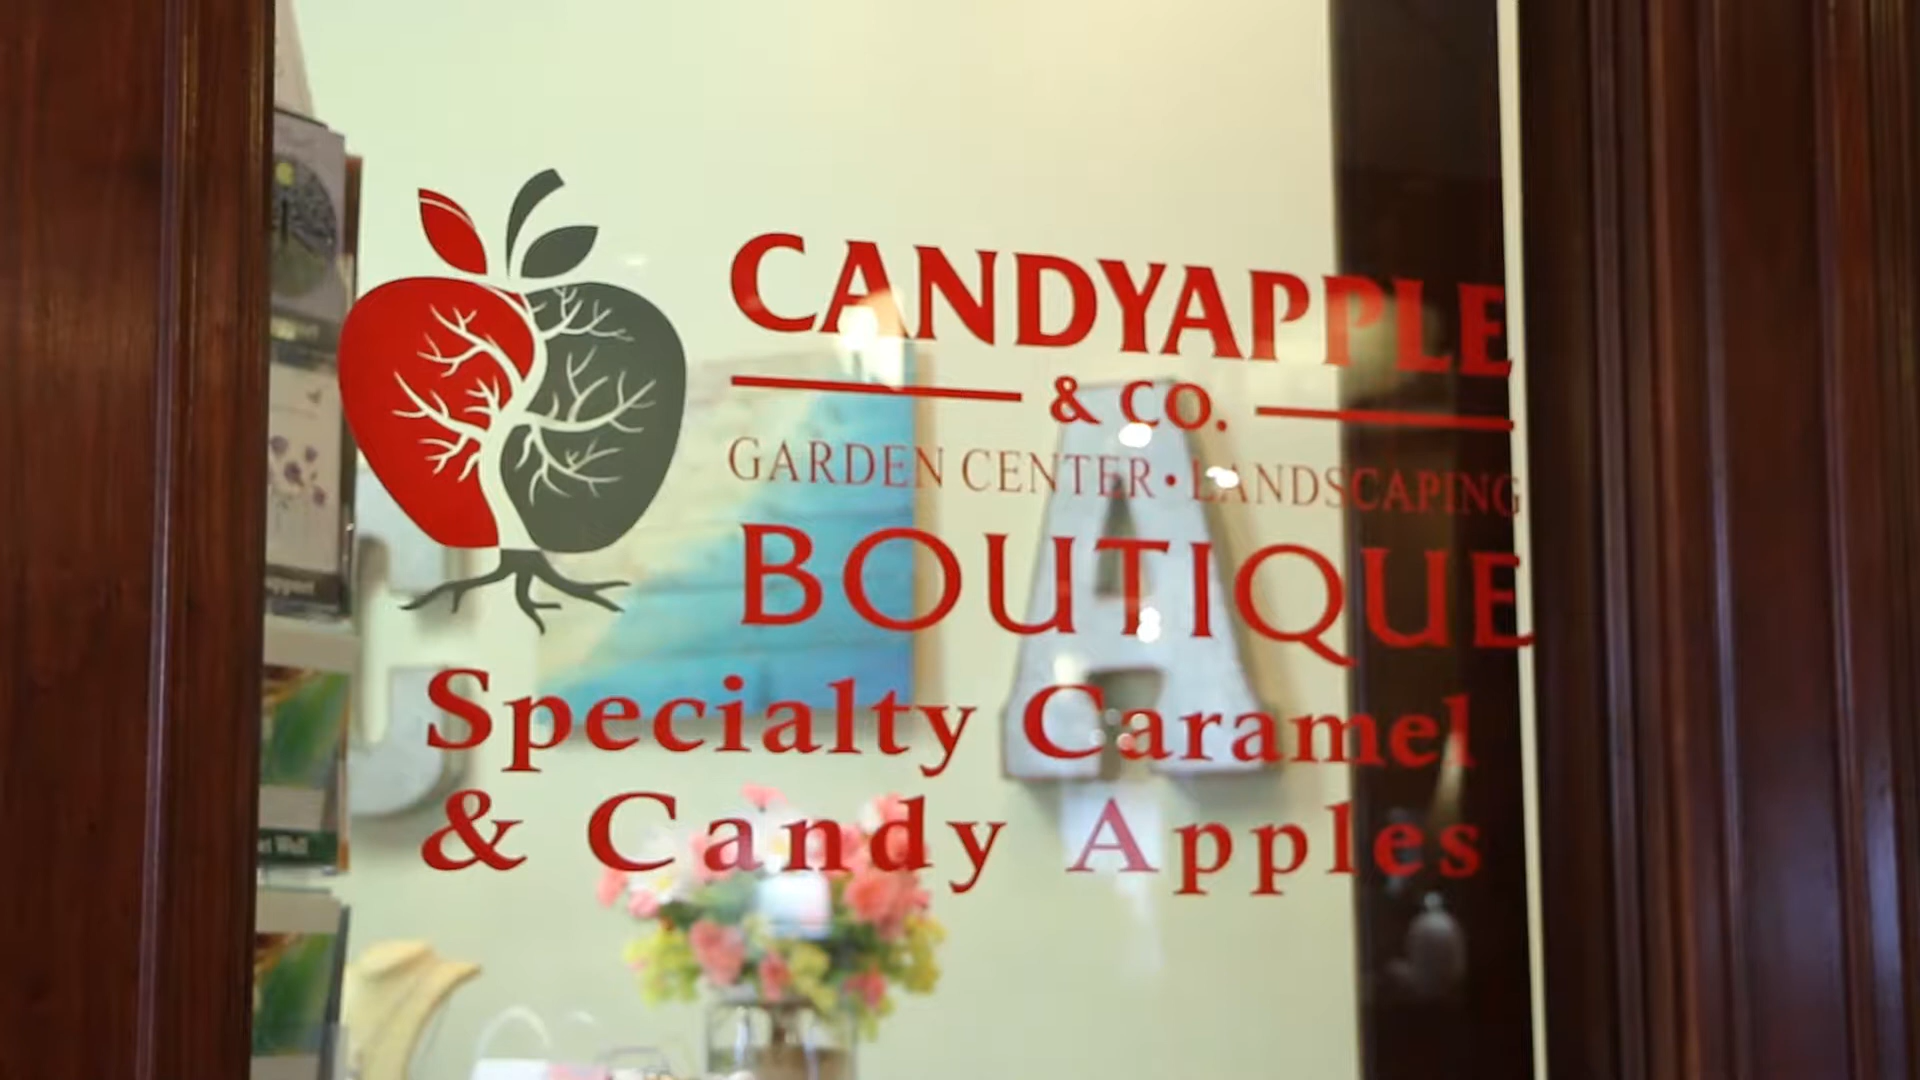 CANDYAPPLE
& CO.
GARDEN CENTER • LANDSCAPING
BOUTIQUE
Specialty Caramel
& Candy Apples